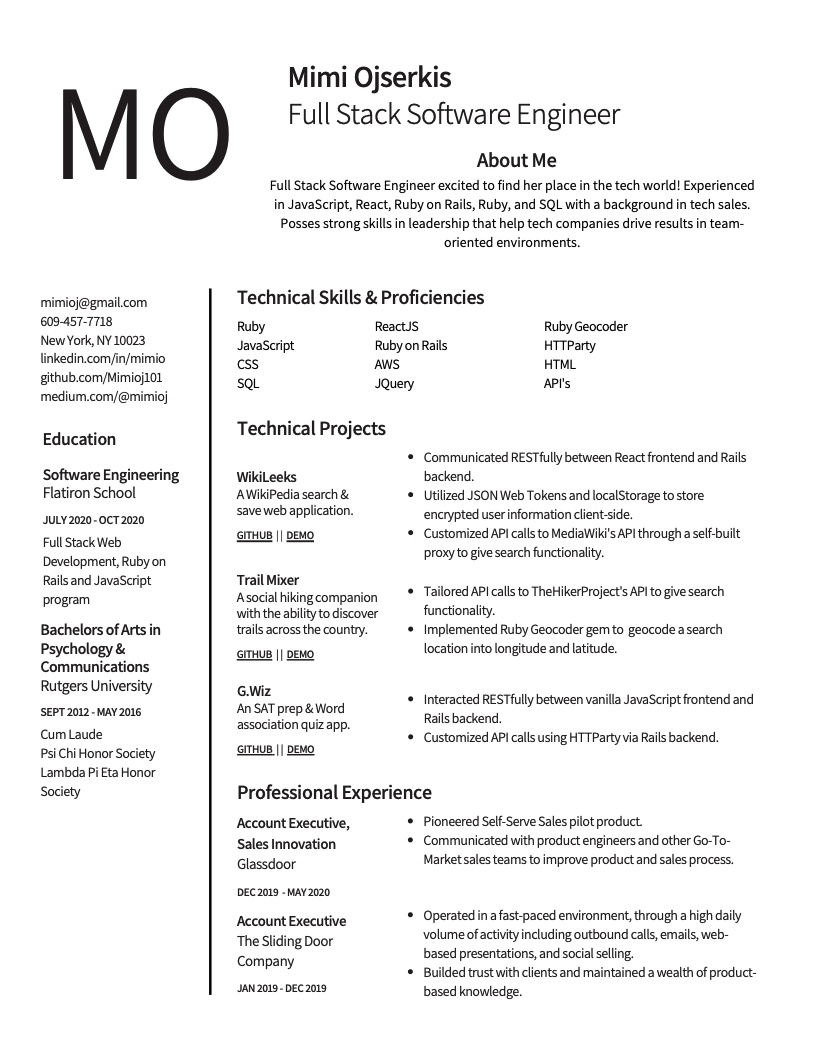 MO
Mimi Ojserkis
Full Stack Software Engineer
About Me
Full Stack Software Engineer excited to find her place in the tech world! Experienced
in JavaScript, React, Ruby on Rails, Ruby, and SQL with a background in tech sales.
Posses strong skills in leadership that help tech companies drive results in team-
oriented environments.
mimioj@gmail.com
609-457-7718
New York, NY 10023
linkedin.com/in/mimio
github.com/Mimioj101
medium.com/@mimioj
Education
Software Engineering
Flatiron School
JULY 2020 - OCT 2020
Full Stack Web
Development, Ruby on
Rails and JavaScript
program
Bachelors of Arts in
Psychology &
Communications
Rutgers University
SEPT 2012 - MAY 2016
Cum Laude
Psi Chi Honor Society
Lambda Pi Eta Honor
Society
Technical Skills & Proficiencies
Ruby
JavaScript
CSS
SQL
ReactJS
Ruby on Rails
AWS
JQuery
Ruby Geocoder
HTTParty
HTML
API's
Technical Projects
WikiLeeks
A WikiPedia search &
save web application.
GITHUB || DEMO
• Communicated RESTfully between React frontend and Rails
backend.
• Utilized JSON Web Tokens and localStorage to store
encrypted user information client-side.
• Customized API calls to MediaWiki's API through a self-built
proxy to give search functionality.
Trail Mixer
A social hiking companion
with the ability to discover
trails across the country.
GITHUB || DEMO
• Tailored API calls to TheHikerProject's API to give search
functionality.
• Implemented Ruby Geocoder gem to geocode a search
location into longitude and latitude.
G.Wiz
An SAT prep & Word
association quiz app.
GITHUB || DEMO
• Interacted RESTfully between vanilla JavaScript frontend and
Rails backend.
• Customized API calls using HTTParty via Rails backend.
Professional Experience
Account Executive,
Sales Innovation
Glassdoor
DEC 2019 - MAY 2020
• Pioneered Self-Serve Sales pilot product.
• Communicated with product engineers and other Go-To-
Market sales teams to improve product and sales process.
Account Executive
The Sliding Door
Company
JAN 2019 - DEC 2019
• Operated in a fast-paced environment, through a high daily
volume of activity including outbound calls, emails, web-
based presentations, and social selling.
• Builded trust with clients and maintained a wealth of product-
based knowledge.